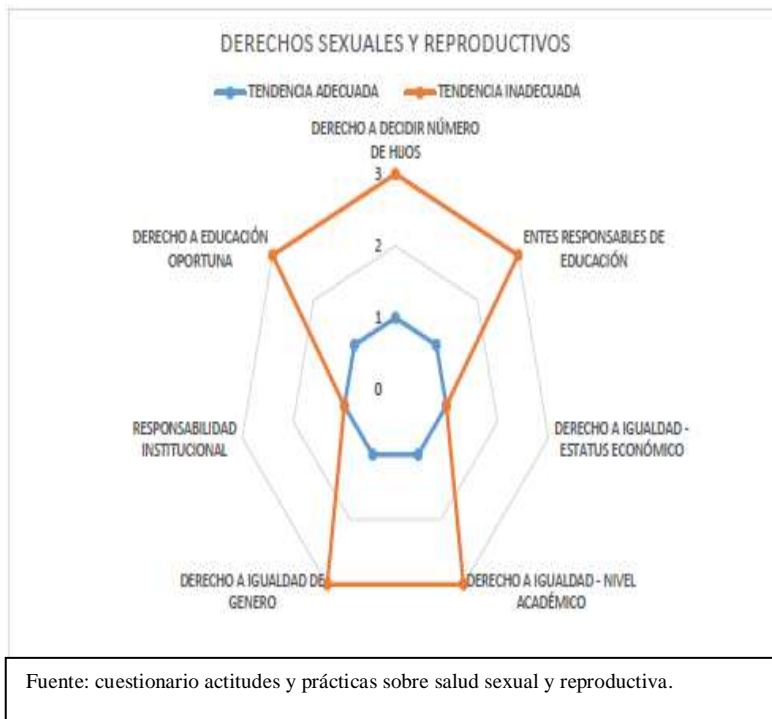 DERECHOS SEXUALES Y REPRODUCTIVOS
TENDENCIA ADECUADA
TENDENCIA INADECUADA
DERECHO A DECIDIR NÚMERO
DE HIJOS
3
DERECHO A EDUCACIÓN
OPORTUNA
ENTES RESPONSABLES DE
EDUCACIÓN
2
1
0
RESPONSABILIDAD
INSTITUCIONAL
DERECHO A IGUALDAD -
ESTATUS ECONÓMICO
DERECHO A IGUALDAD DE
GENERO
DERECHO A IGUALDAD - NIVEL
ACADÉMICO
Fuente: cuestionario actitudes y prácticas sobre salud sexual y reproductiva.